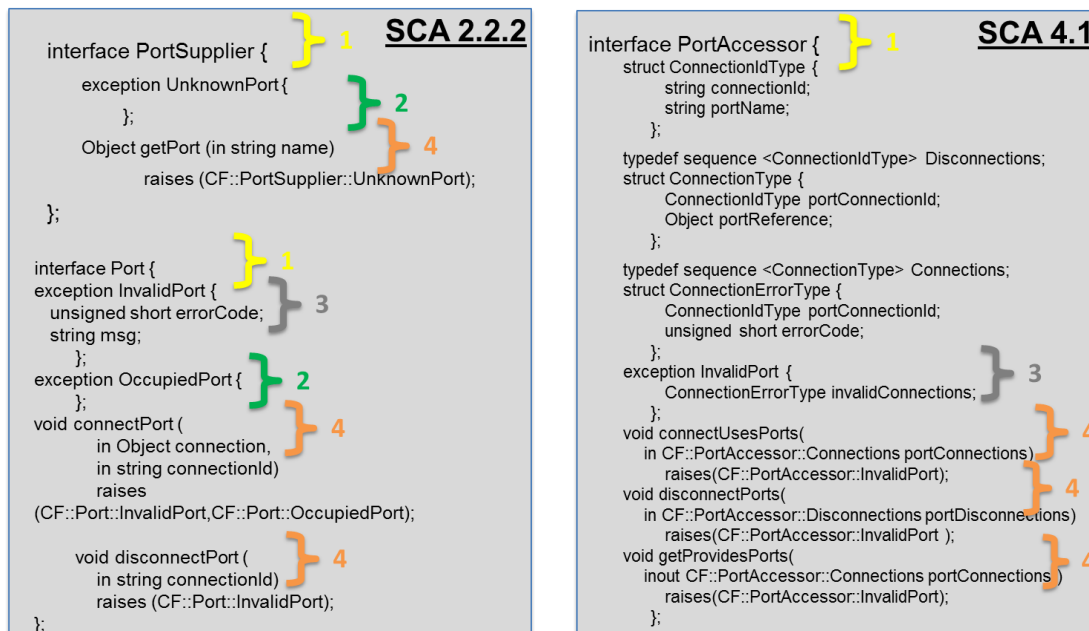 SCA 2.2.2
interface PortSupplier { 1
exception UnknownPort{
}; 2
Object getPort (in string name) 4
raises (CF::PortSupplier::UnknownPort);
};
interface Port { 1
exception InvalidPort {
unsigned short errorCode; 3
string msg;
};
exception OccupiedPort { 2
};
void connectPort ( 4
in Object connection,
in string connectionId)
raises
(CF::Port::InvalidPort,CF::Port::OccupiedPort);
void disconnectPort ( 4
in string connectionId)
raises (CF::Port::InvalidPort);
};
SCA 4.1
interface PortAccessor { 1
struct ConnectionIdType {
string connectionId;
string portName;
};
typedef sequence <ConnectionIdType> Disconnections;
struct ConnectionType {
ConnectionIdType portConnectionId;
Object portReference;
};
typedef sequence <ConnectionType> Connections;
struct ConnectionErrorType {
ConnectionIdType portConnectionId;
unsigned short errorCode;
};
exception InvalidPort { 3
ConnectionErrorType invalidConnections;
};
void connectUsesPorts( 4
in CF::PortAccessor::Connections portConnections)
raises(CF::PortAccessor::InvalidPort); 4
void disconnectPorts(
in CF::PortAccessor::Disconnections portDisconnections)
raises(CF::PortAccessor::InvalidPort );
void getProvidesPorts( 4
inout CF::PortAccessor::Connections portConnections )
raises(CF::PortAccessor::InvalidPort);
};